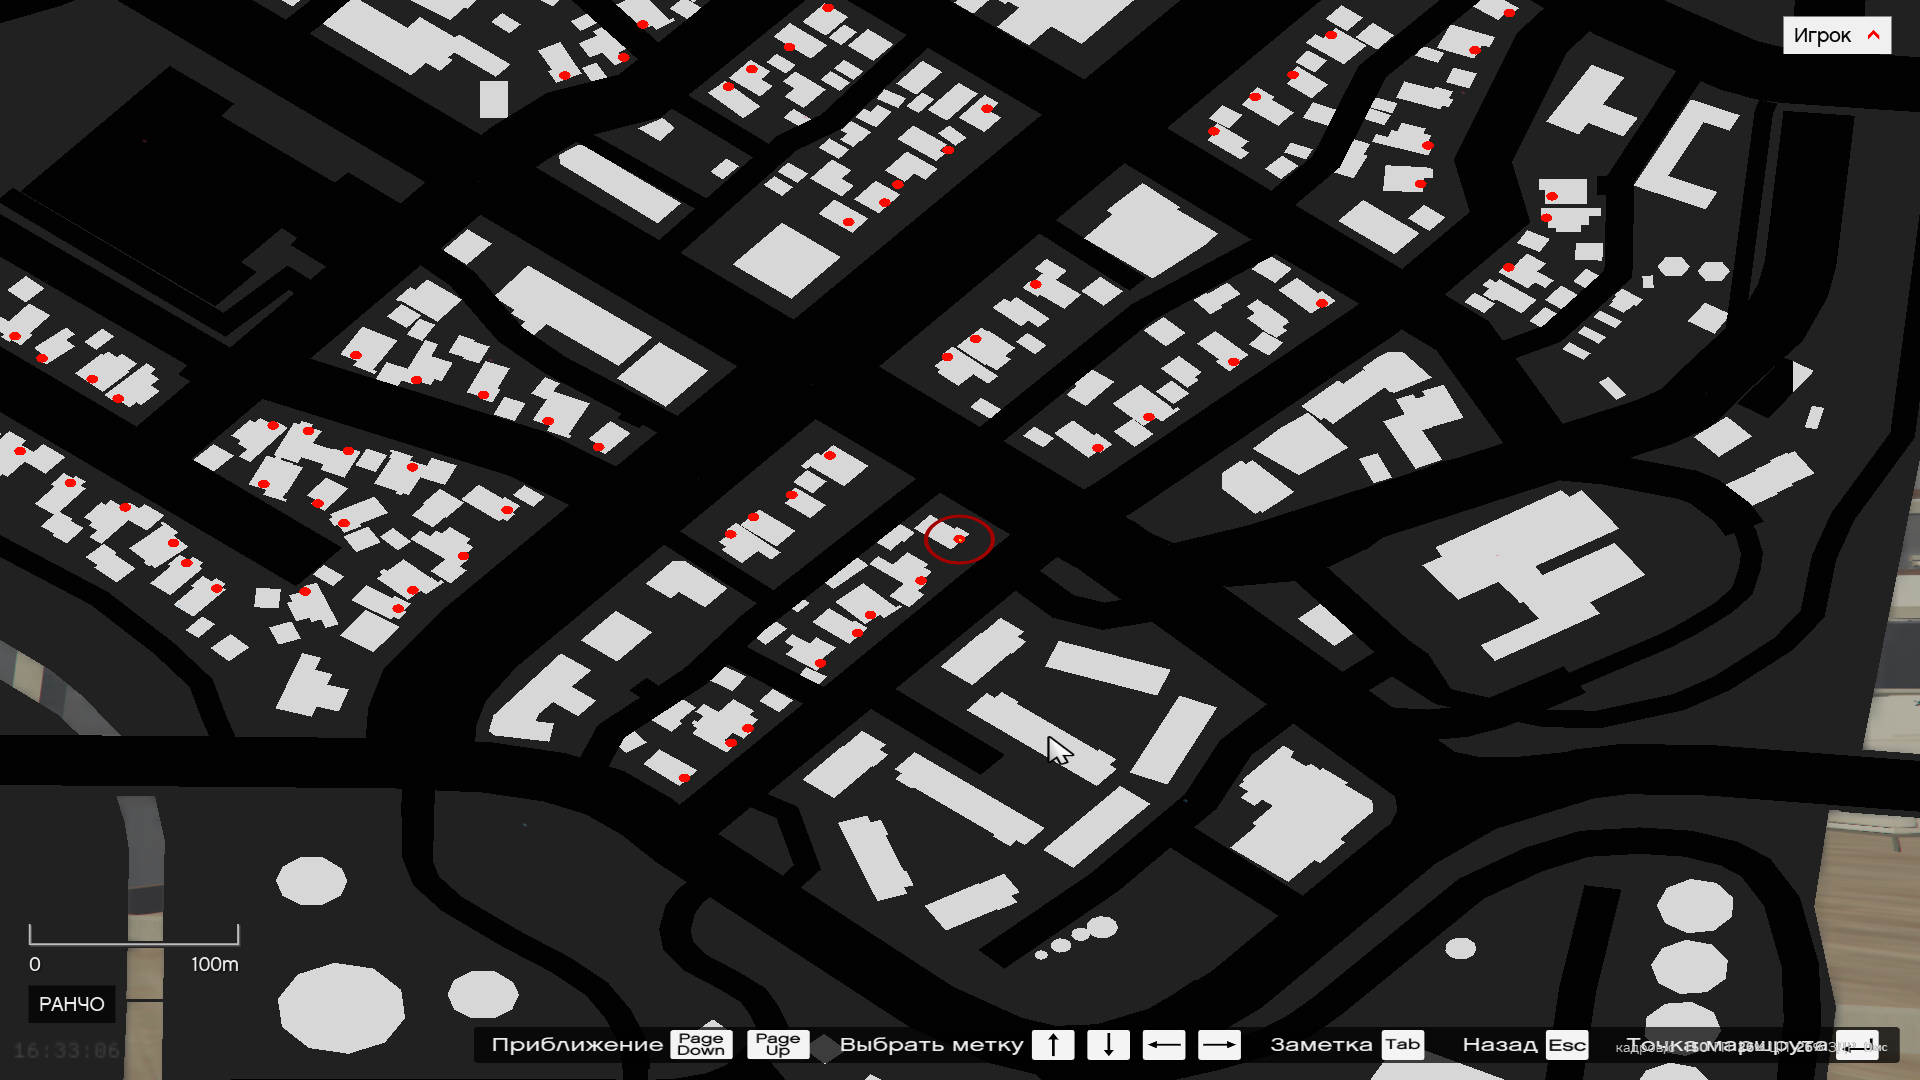 Игрок
0 100m
РАНЧО
16:33:06
Приближение Page Down Page Up Выбрать метку ↑ ↓ ← → Заметка Tab Назад Esc Точка маршрута